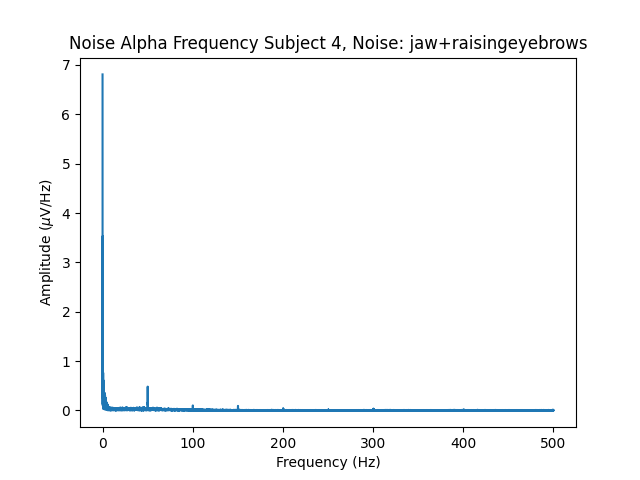 Noise Alpha Frequency Subject 4, Noise: jaw+raisingeyebrows
7
6
5
4
3
2
1
0
Amplitude (μV/Hz)
0 100 200 300 400 500
Frequency (Hz)